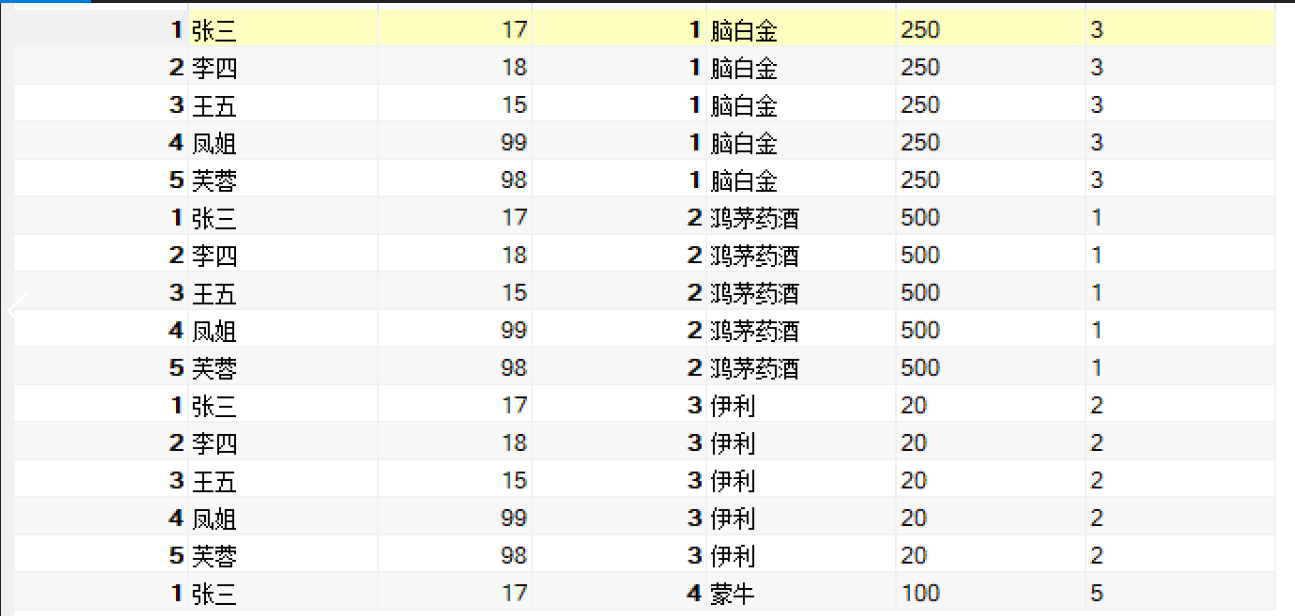 1 张三 17 1 脑白金 250 3
2 李四 18 1 脑白金 250 3
3 王五 15 1 脑白金 250 3
4 凤姐 99 1 脑白金 250 3
5 芙蓉 98 1 脑白金 250 3
1 张三 17 2 鸿茅药酒 500 1
2 李四 18 2 鸿茅药酒 500 1
3 王五 15 2 鸿茅药酒 500 1
4 凤姐 99 2 鸿茅药酒 500 1
5 芙蓉 98 2 鸿茅药酒 500 1
1 张三 17 3 伊利 20 2
2 李四 18 3 伊利 20 2
3 王五 15 3 伊利 20 2
4 凤姐 99 3 伊利 20 2
5 芙蓉 98 3 伊利 20 2
1 张三 17 4 蒙牛 100 5